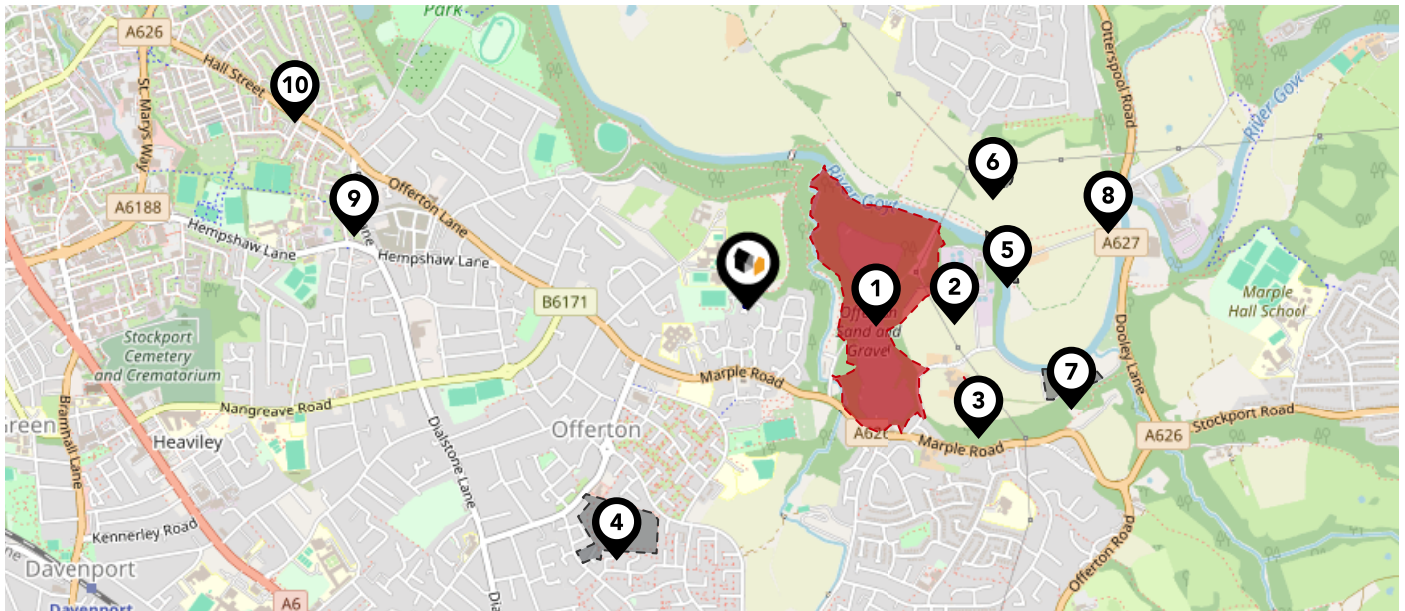 Park
A626
Hall Street
10
St. Marys Way
Otterspool Road
River Goyt
6
9
8
A6188
Offerton Lane
River Goyt
A627
Hempshaw Lane
Hempshaw Lane
5
1
2
B6171
Offerton
Sand and
Gravel
Marple
Hall School
Stockport
Cemetery
and Crematorium
Dooley Lane
7
Marple Road
3
Nangreave Road
Bramhall Lane
Heaviley
Dialstone Lane
Offerton
A626
Marple Road
A626
Stockport Road
4
Kennerley Road
Davenport
Offerton Road
A6
Davenport